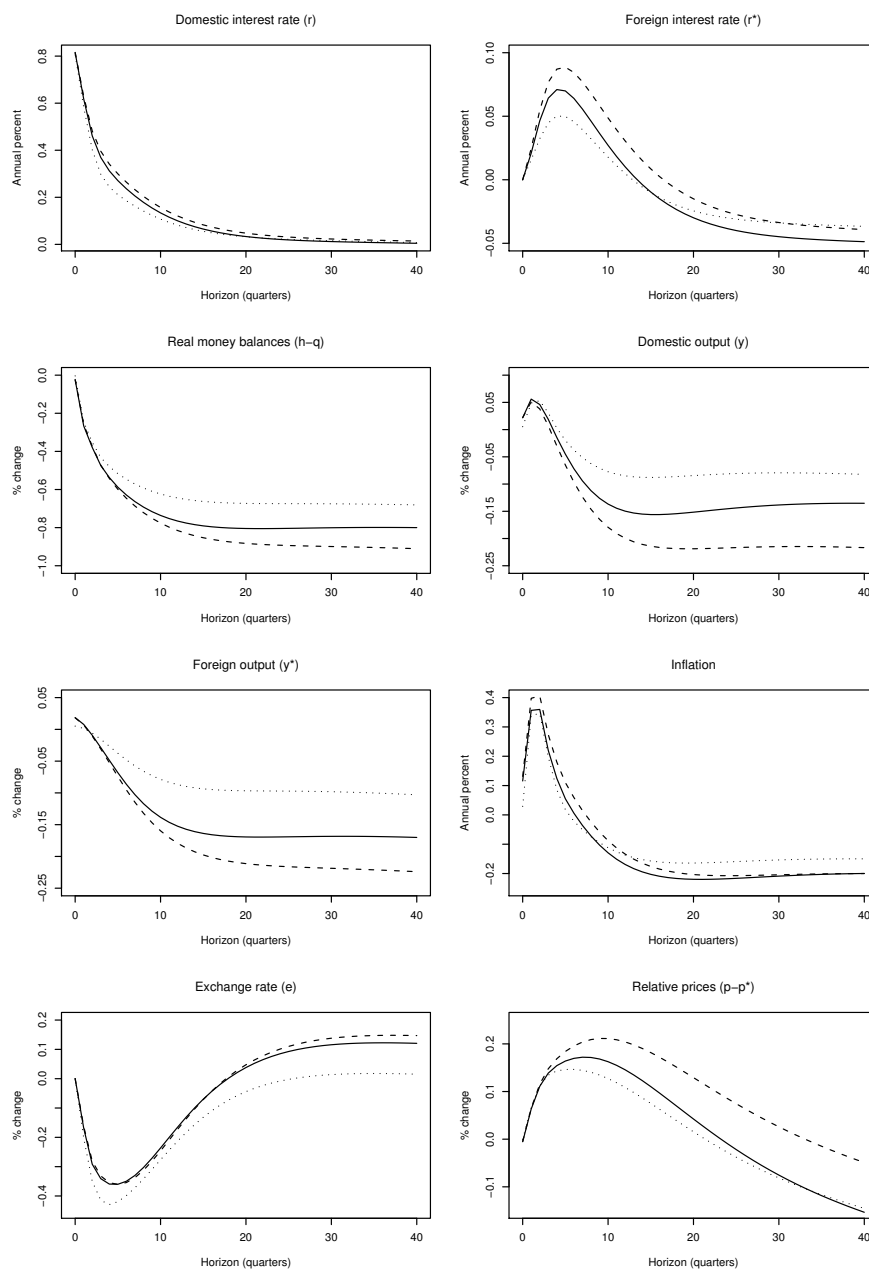 Domestic interest rate (r)
Annual percent
0.0 0.2 0.4 0.6 0.8
0 10 20 30 40
Horizon (quarters)
Foreign interest rate (r*)
Annual percent
−0.05 0.00 0.05 0.10
0 10 20 30 40
Horizon (quarters)
Real money balances (h−q)
% change
−1.0 −0.8 −0.6 −0.4 −0.2 0.0
0 10 20 30 40
Horizon (quarters)
Domestic output (y)
% change
−0.25 −0.15 −0.05 0.05
0 10 20 30 40
Horizon (quarters)
Foreign output (y*)
% change
−0.25 −0.15 −0.05 0.05
0 10 20 30 40
Horizon (quarters)
Inflation
Annual percent
−0.2 0.0 0.1 0.2 0.3 0.4
0 10 20 30 40
Horizon (quarters)
Exchange rate (e)
% change
−0.4 −0.2 0.0 0.1 0.2
0 10 20 30 40
Horizon (quarters)
Relative prices (p−p*)
% change
−0.1 0.0 0.1 0.2
0 10 20 30 40
Horizon (quarters)